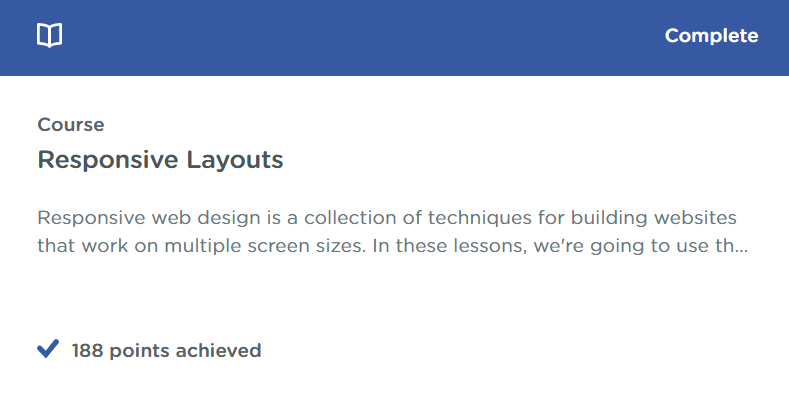 Complete
Course
Responsive Layouts
Responsive web design is a collection of techniques for building websites
that work on multiple screen sizes. In these lessons, we're going to use th...
188 points achieved